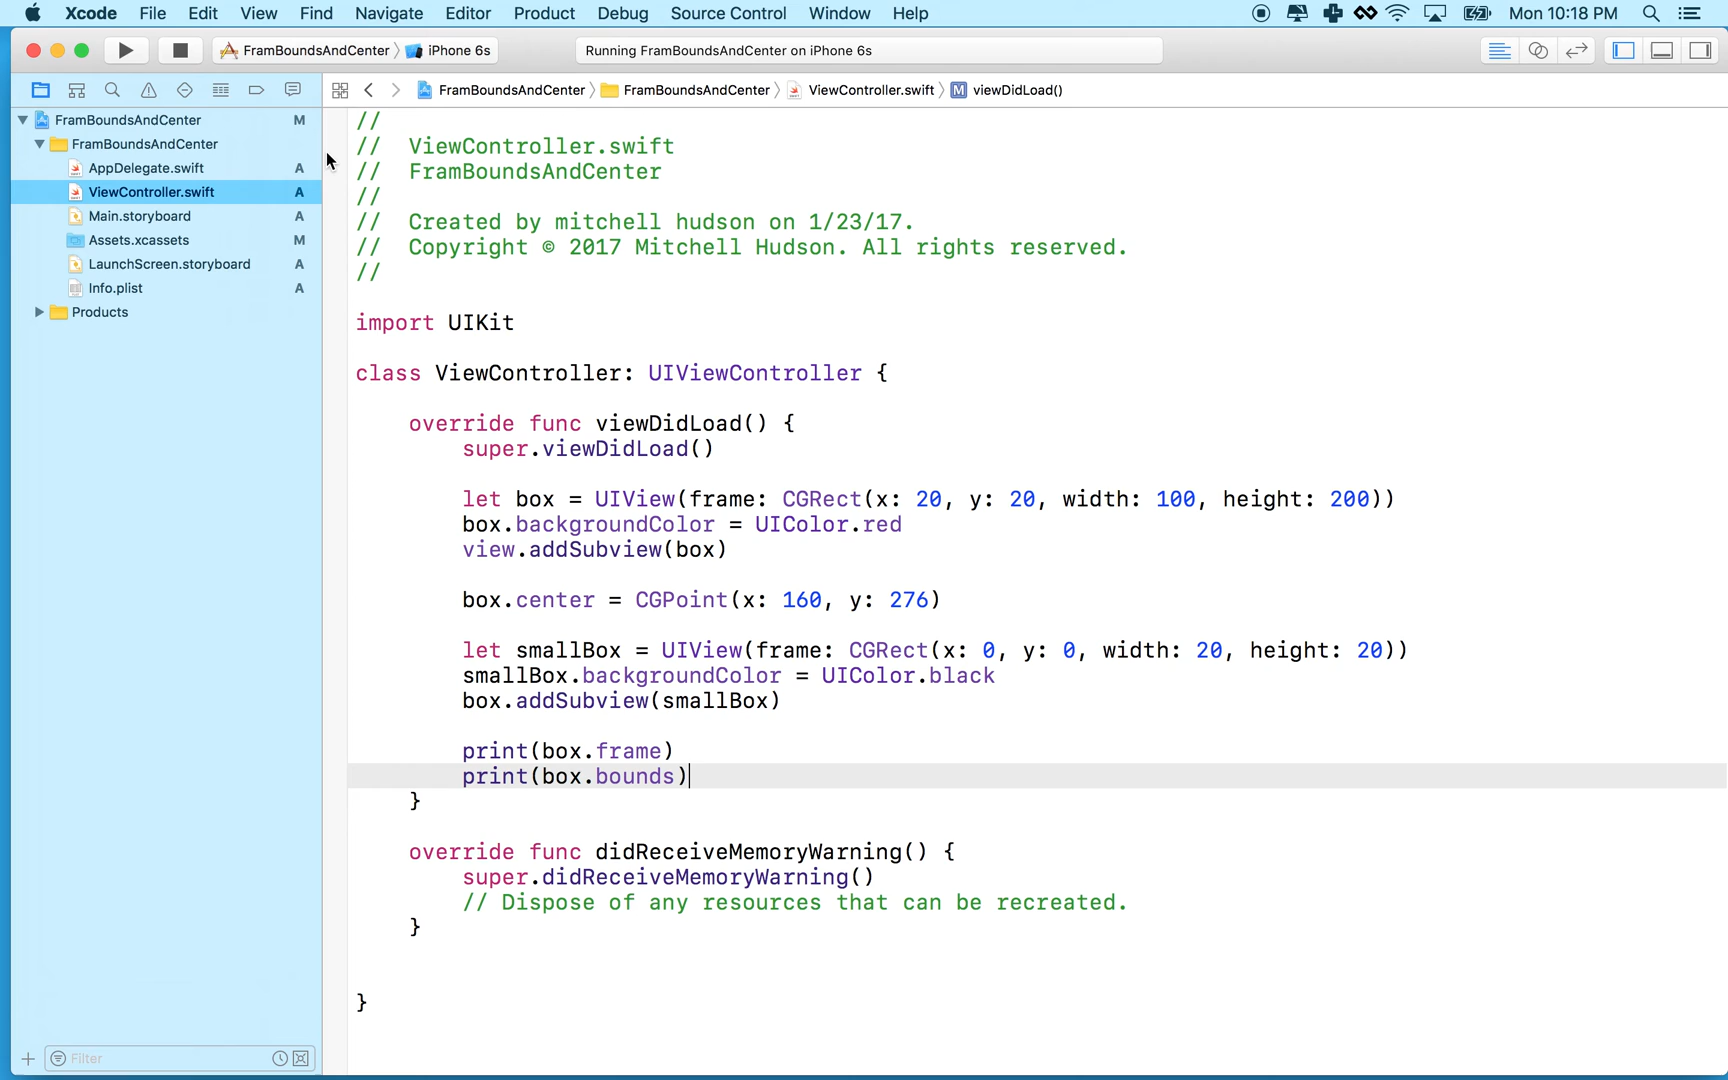 Xcode File Edit View Find Navigate Editor Product Debug Source Control Window Help Mon 10:18 PM
FramBoundsAndCenter iPhone 6s Running FramBoundsAndCenter on iPhone 6s
FramBoundsAndCenter FramBoundsAndCenter ViewController.swift M viewDidLoad()
FramBoundsAndCenter M
FramBoundsAndCenter
AppDelegate.swift A
ViewController.swift A
Main.storyboard A
Assets.xcassets M
LaunchScreen.storyboard A
Info.plist A
Products
Filter
//
// ViewController.swift
// FramBoundsAndCenter
//
// Created by mitchell hudson on 1/23/17.
// Copyright © 2017 Mitchell Hudson. All rights reserved.
//
import UIKit
class ViewController: UIViewController {
override func viewDidLoad() {
super.viewDidLoad()
let box = UIView(frame: CGRect(x: 20, y: 20, width: 100, height: 200))
box.backgroundColor = UIColor.red
view.addSubview(box)
box.center = CGPoint(x: 160, y: 276)
let smallBox = UIView(frame: CGRect(x: 0, y: 0, width: 20, height: 20))
smallBox.backgroundColor = UIColor.black
box.addSubview(smallBox)
print(box.frame)
print(box.bounds)
}
override func didReceiveMemoryWarning() {
super.didReceiveMemoryWarning()
// Dispose of any resources that can be recreated.
}
}